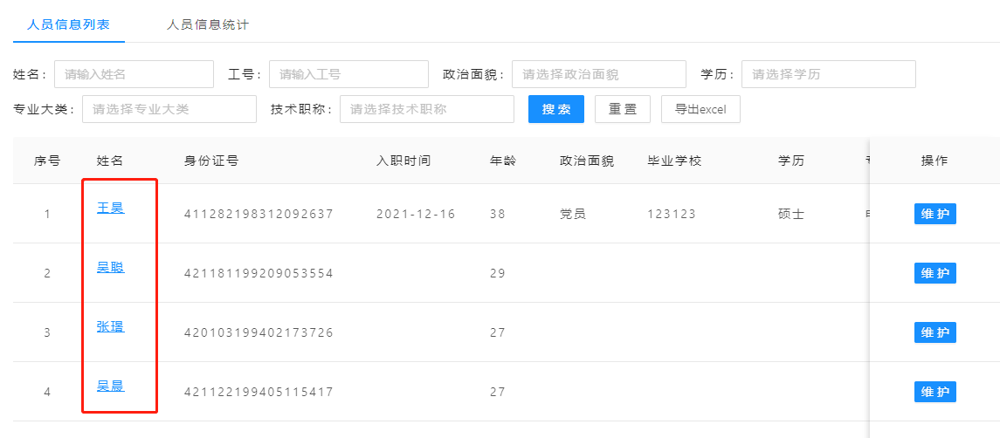 人员信息列表 人员信息统计
姓名: 请输入姓名 工号: 请输入工号 政治面貌: 请选择政治面貌 学历: 请选择学历
专业大类: 请选择专业大类 技术职称: 请选择技术职称 搜索 重置 导出excel
序号 姓名 身份证号 入职时间 年龄 政治面貌 毕业学校 学历 操作
1 王昊 411282198312092637 2021-12-16 38 党员 123123 硕士 维护
2 吴聪 421181199209053554 29 维护
3 张瑨 420103199402173726 27 维护
4 吴晨 421122199405115417 27 维护